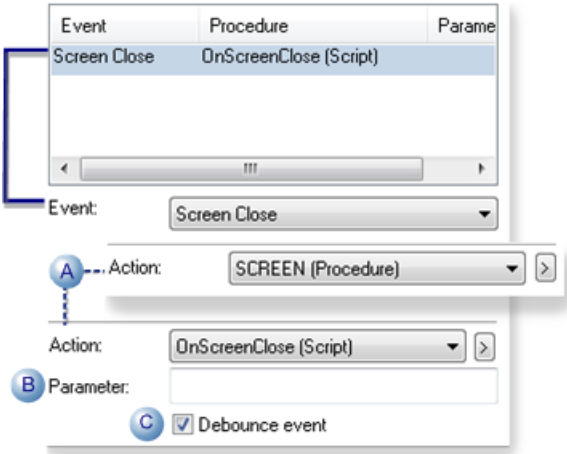 Event Procedure Parame
Screen Close OnScreenClose (Script)
Event: Screen Close
A Action: SCREEN (Procedure) >
Action: OnScreenClose (Script) >
B Parameter:
C Debounce event